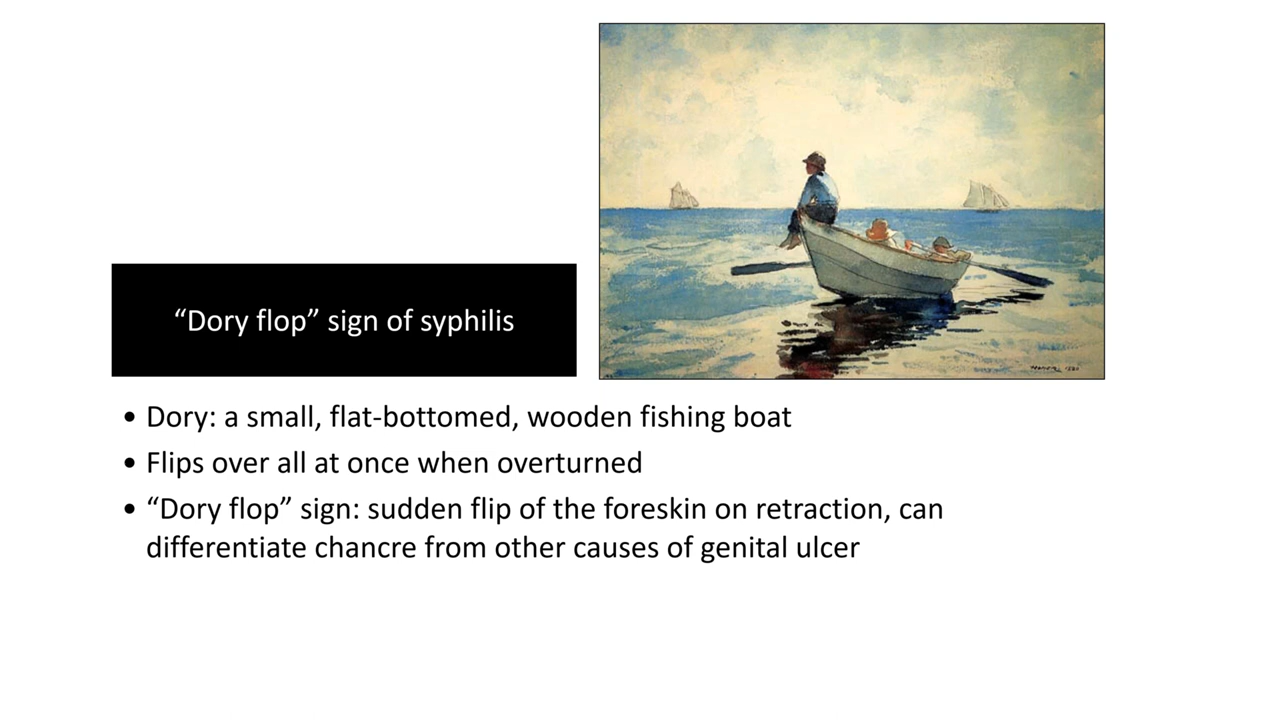 “Dory flop” sign of syphilis
• Dory: a small, flat-bottomed, wooden fishing boat
• Flips over all at once when overturned
• “Dory flop” sign: sudden flip of the foreskin on retraction, can
differentiate chancre from other causes of genital ulcer